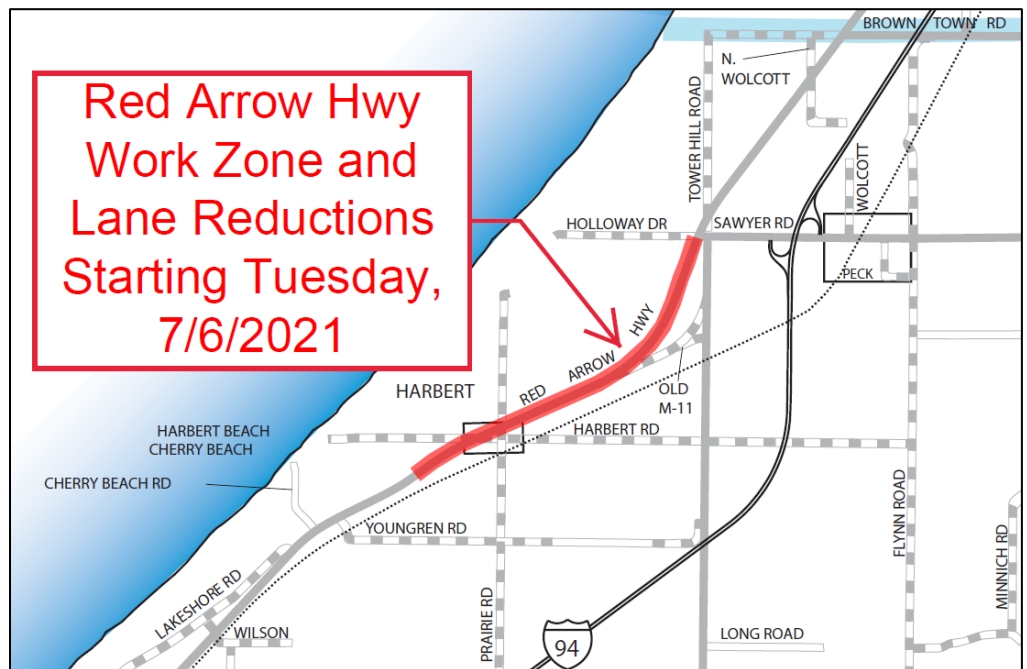 BROWN TOWN RD
N.
WOLCOTT
Red Arrow Hwy
Work Zone and
Lane Reductions
Starting Tuesday,
7/6/2021
TOWER HILL ROAD
WOLCOTT
HOLLOWAY DR
SAWYER RD
PECK
RED ARROW HWY
OLD
M-11
HARBERT
HARBERT BEACH
CHERRY BEACH
HARBERT RD
CHERRY BEACH RD
YOUNGREN RD
FLYNN ROAD
MINNICH RD
LAKESHORE RD
WILSON
PRAIRIE RD
94
LONG ROAD